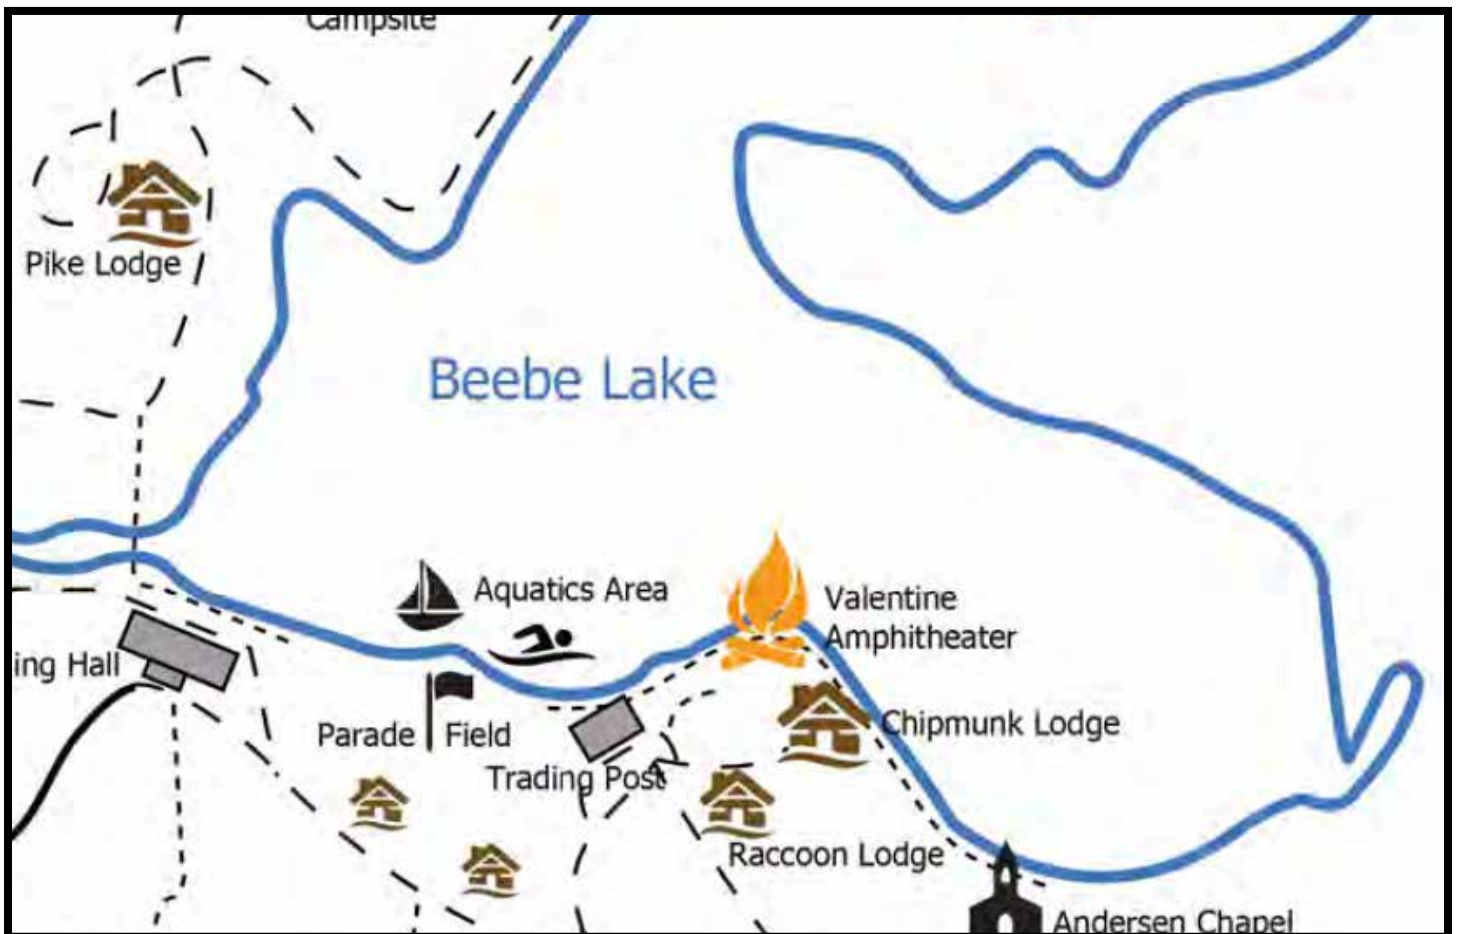 Campsite
Pike Lodge
Beebe Lake
Aquatics Area
Valentine
Amphitheater
ing Hall
Parade Field
Chipmunk Lodge
Trading Post
Raccoon Lodge
Andersen Chapel